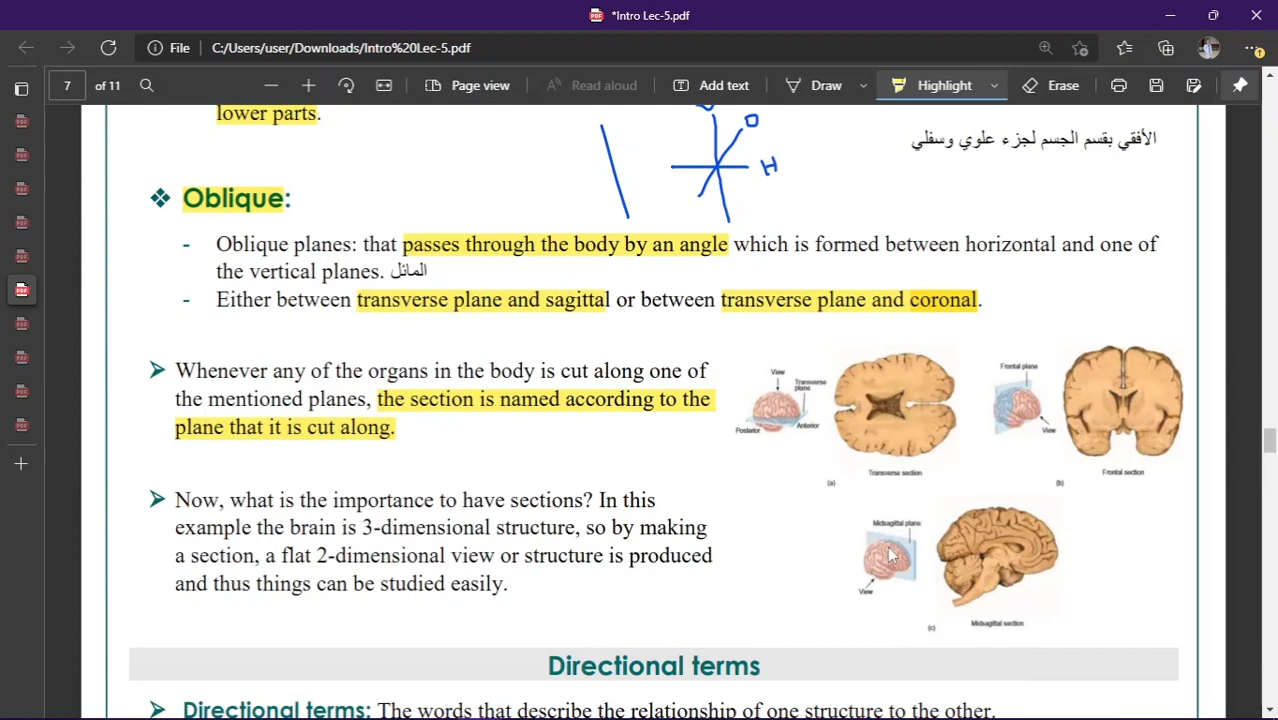 *Intro Lec-5.pdf
File C:/Users/user/Downloads/Intro%20Lec-5.pdf
7 of 11 Page view Read aloud Add text Draw Highlight Erase
lower parts.
O
الأفقي بقسم الجسم لجزء علوي وسفلي
H
❖ Oblique:
- Oblique planes: that passes through the body by an angle which is formed between horizontal and one of
the vertical planes. المائل
- Either between transverse plane and sagittal or between transverse plane and coronal.
➤ Whenever any of the organs in the body is cut along one of
the mentioned planes, the section is named according to the
plane that it is cut along.
View
Transverse
plane
Posterior
Anterior
Transverse section
(a)
Frontal plane
View
Frontal section
(b)
➤ Now, what is the importance to have sections? In this
example the brain is 3-dimensional structure, so by making
a section, a flat 2-dimensional view or structure is produced
and thus things can be studied easily.
Midsagittal plane
View
Midsagittal section
(c)
Directional terms
➤ Directional terms: The words that describe the relationship of one structure to the other.